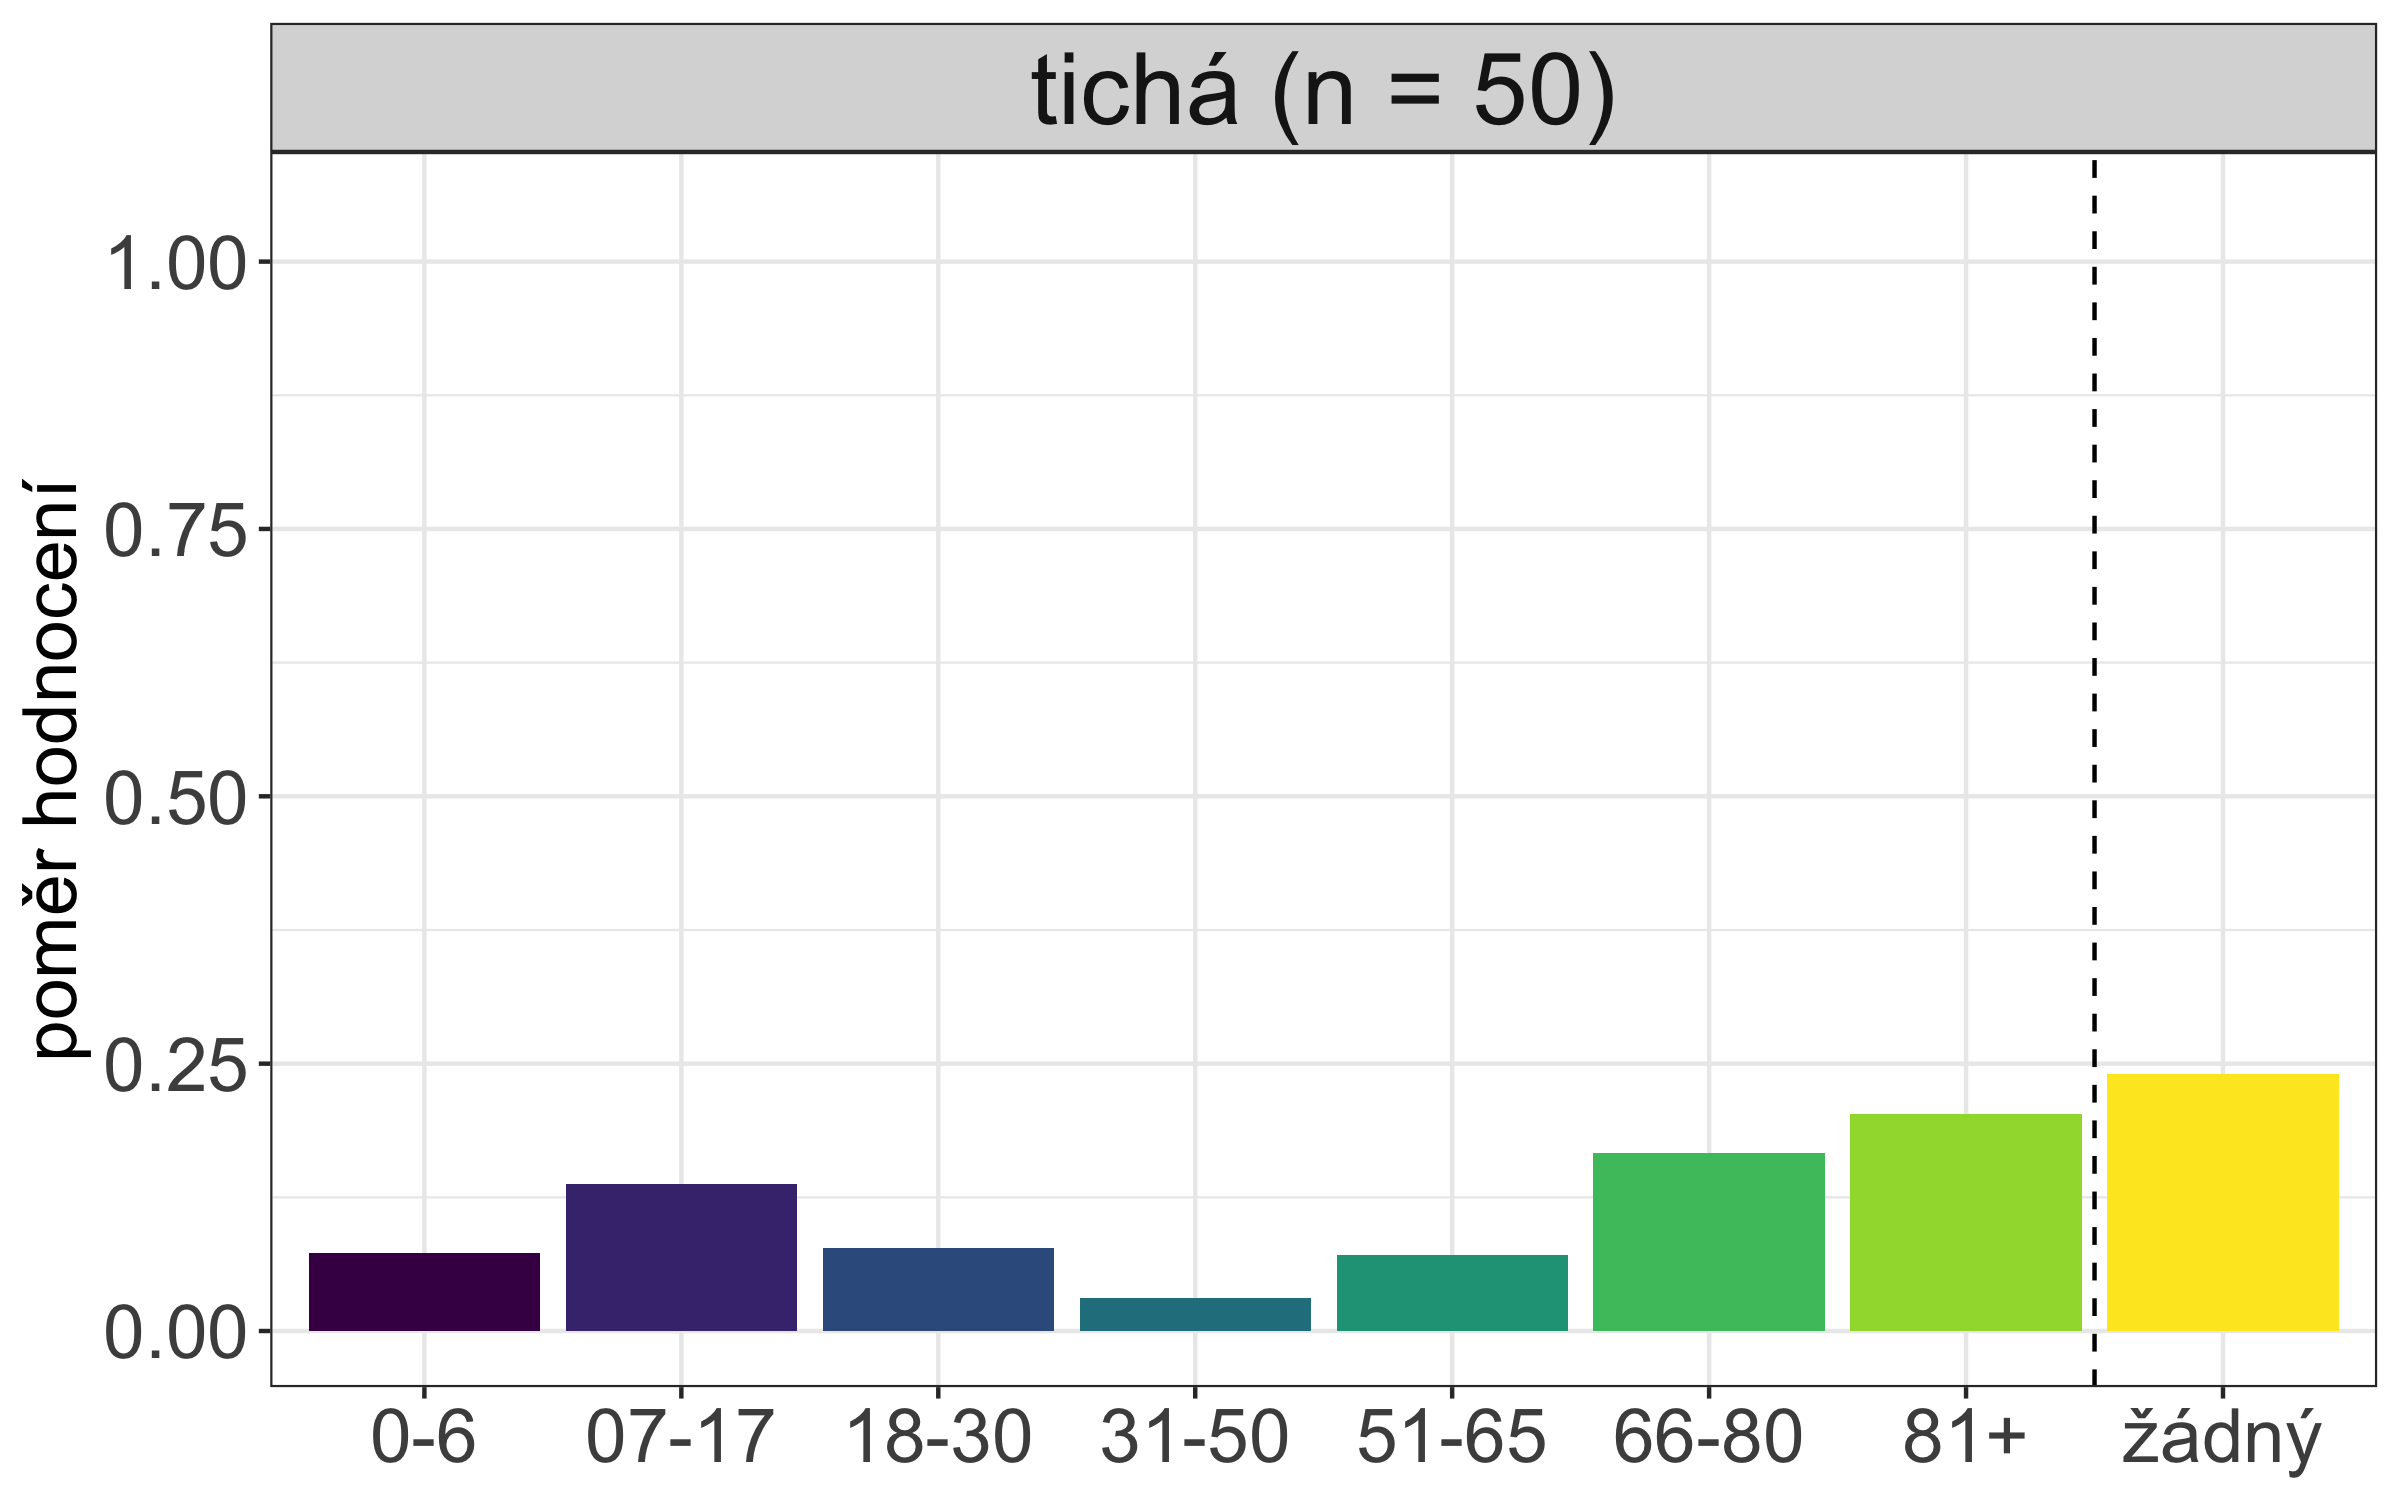 tichá (n = 50)
poměr hodnocení
1.00
0.75
0.50
0.25
0.00
0-6 07-17 18-30 31-50 51-65 66-80 81+ žádný